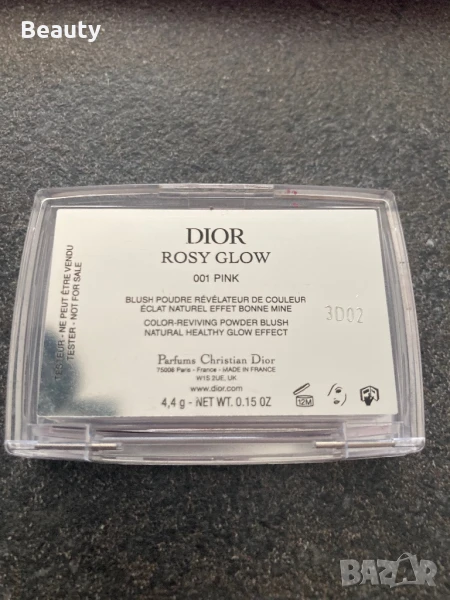 Beauty
DIOR
ROSY GLOW
001 PINK
BLUSH POUDRE RÉVÉLATEUR DE COULEUR
ÉCLAT NATUREL EFFET BONNE MINE
COLOR-REVIVING POWDER BLUSH
NATURAL HEALTHY GLOW EFFECT
3D02
Parfums Christian Dior
75008 Paris - France - MADE IN FRANCE
W1S 2UE, UK
www.dior.com
4,4 g - NET WT. 0.15 OZ
12M
TESTEUR - NE PEUT ÊTRE VENDU
TESTER - NOT FOR SALE
BAZAR